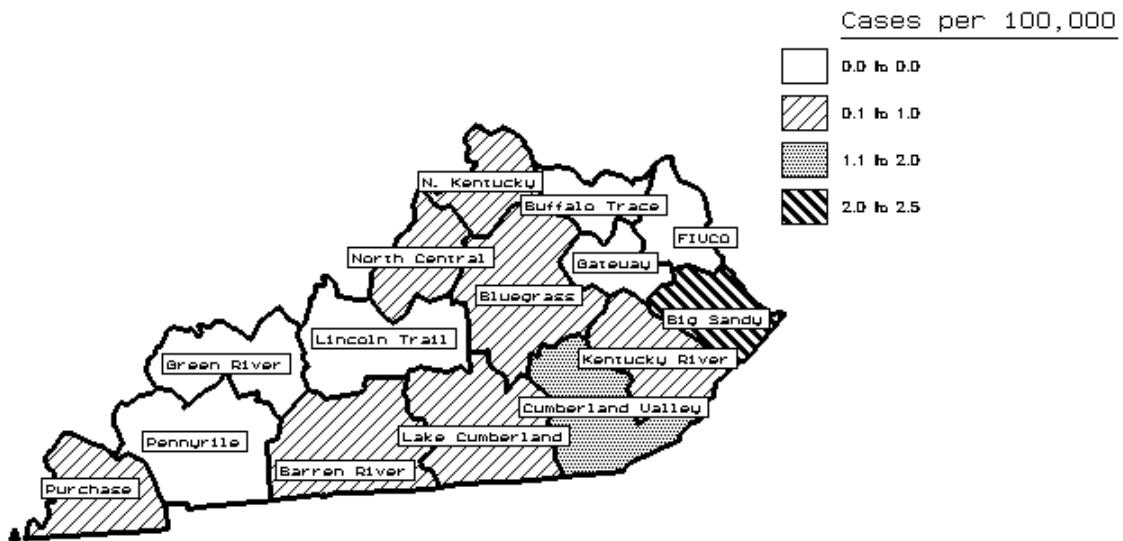 Cases per 100,000
0.0 to 0.0
0.1 to 1.0
1.1 to 2.0
2.0 to 2.5
N. Kentucky
Buffalo Trace
FIVCO
North Central
Gateway
Bluegrass
Big Sandy
Lincoln Trail
Kentucky River
Green River
Cumberland Valley
Lake Cumberland
Pennyrile
Barren River
Purchase